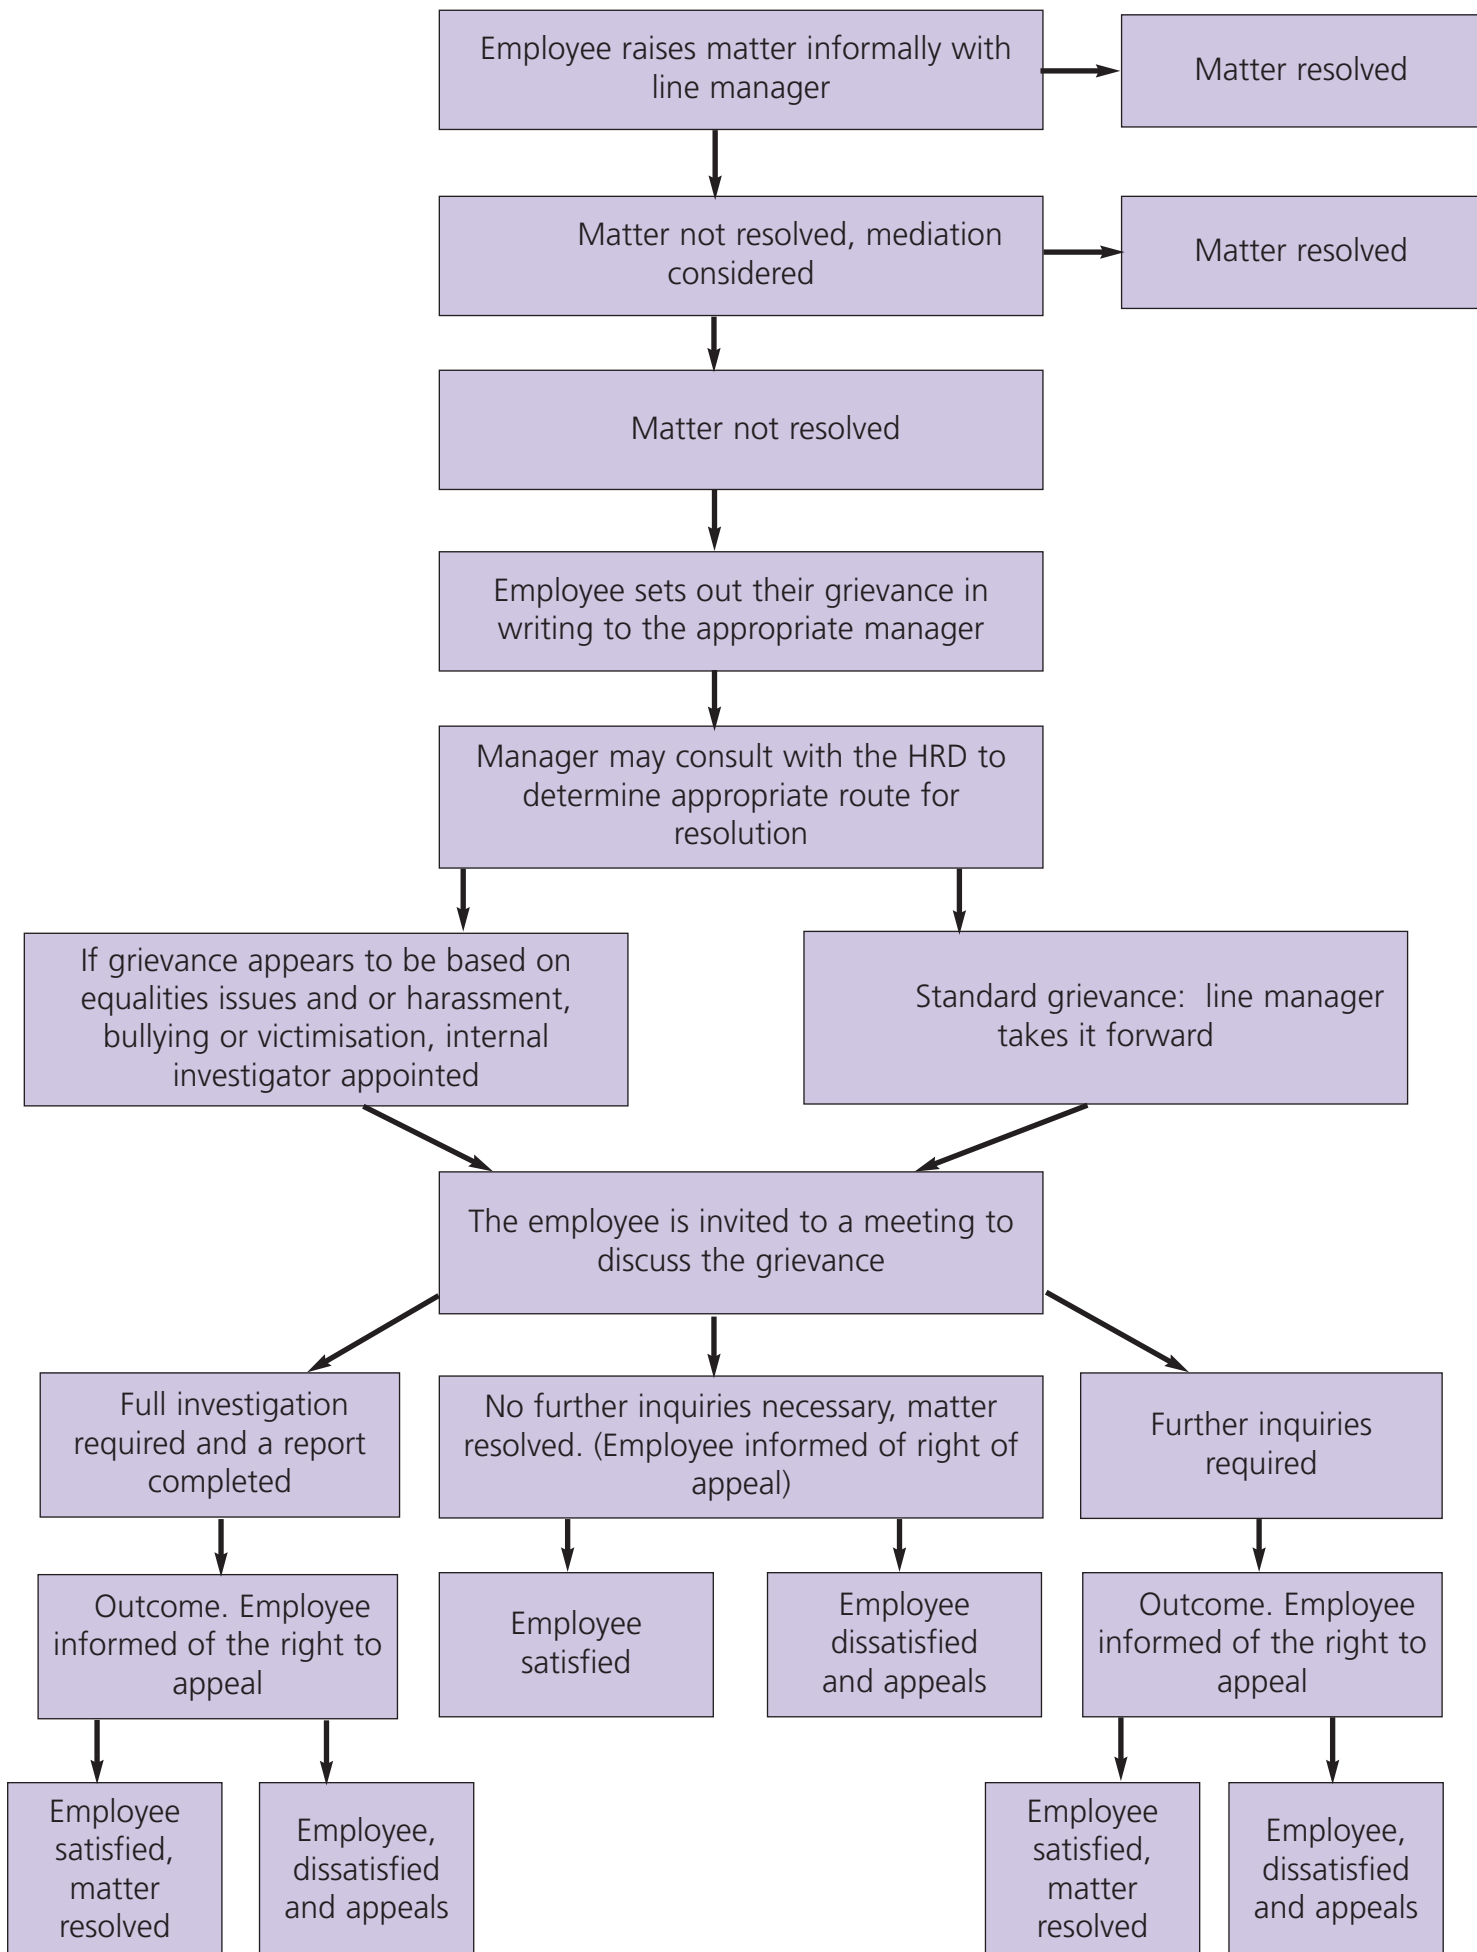 Employee raises matter informally with
line manager
Matter resolved
Matter not resolved, mediation
considered
Matter resolved
Matter not resolved
Employee sets out their grievance in
writing to the appropriate manager
Manager may consult with the HRD to
determine appropriate route for
resolution
If grievance appears to be based on
equalities issues and or harassment,
bullying or victimisation, internal
investigator appointed
Standard grievance:  line manager
takes it forward
The employee is invited to a meeting to
discuss the grievance
Full investigation
required and a report
completed
No further inquiries necessary, matter
resolved. (Employee informed of right of
appeal)
Further inquiries
required
Outcome. Employee
informed of the right to
appeal
Employee
satisfied
Employee
dissatisfied
and appeals
Outcome. Employee
informed of the right to
appeal
Employee
satisfied,
matter
resolved
Employee,
dissatisfied
and appeals
Employee
satisfied,
matter
resolved
Employee,
dissatisfied
and appeals